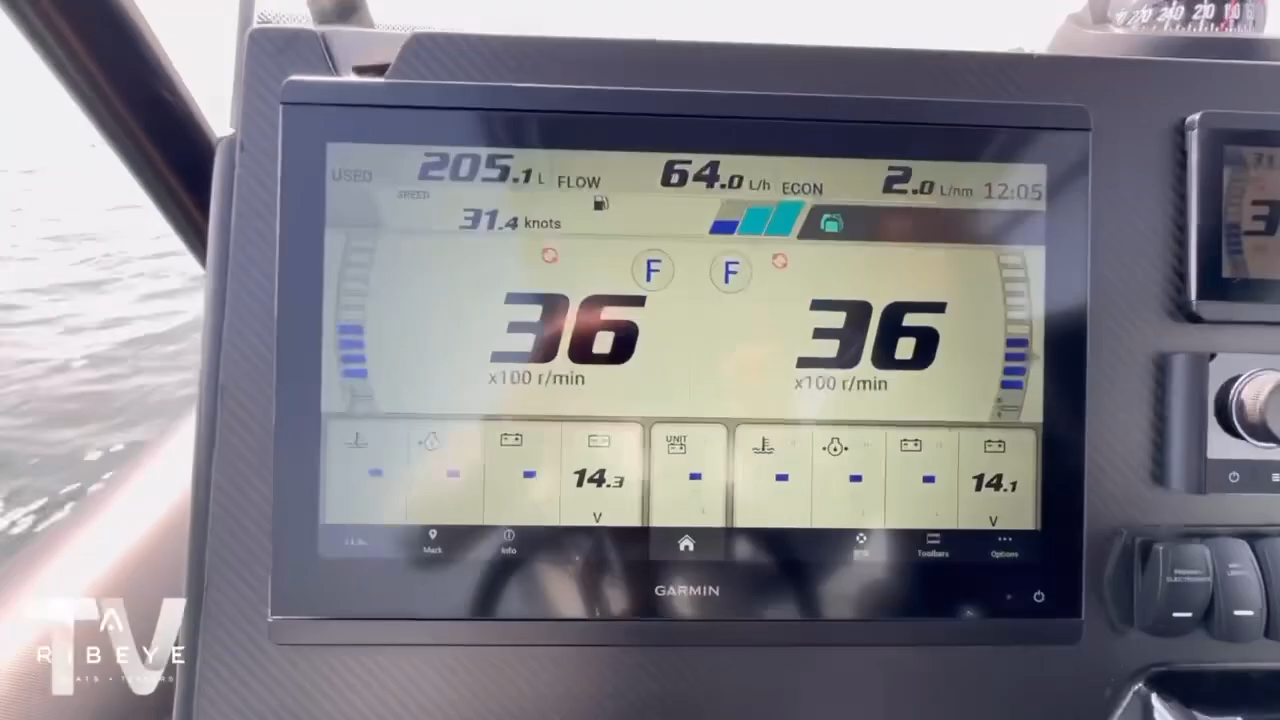 USED 205.1 L FLOW 64.0 L/h ECON 2.0 L/nm 12:05
SPEED
31.4 knots
F F
36 36
x100 r/min x100 r/min
UNIT
14.3 14.1
V V
Mark Info Toolbars Options
GARMIN
TV
RIBEYE